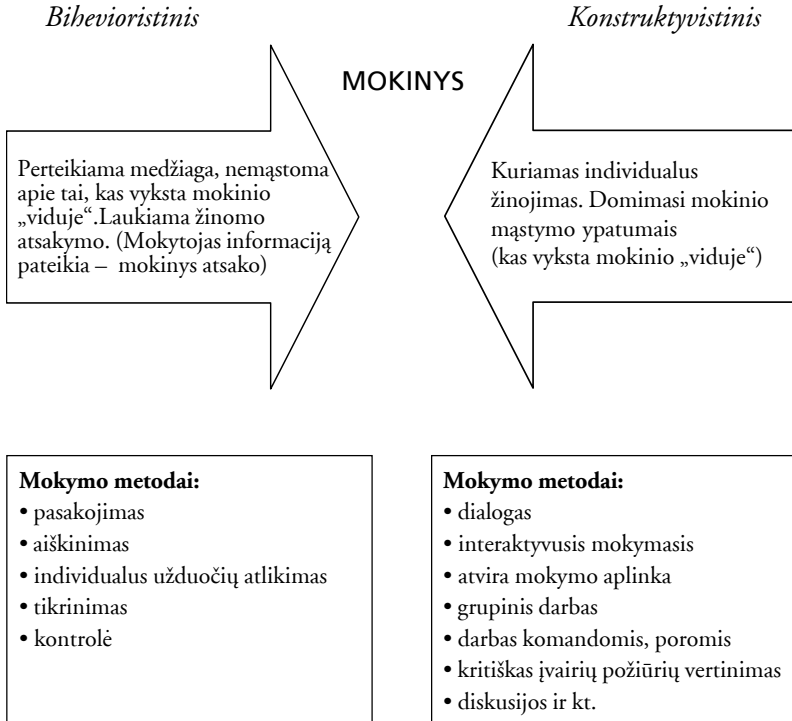 Bihevioristinis
Konstruktyvistinis
MOKINYS
Perteikiama medžiaga, nemąstoma
apie tai, kas vyksta mokinio
„viduje“.Laukiama žinomo
atsakymo. (Mokytojas informaciją
pateikia – mokinys atsako)
Kuriamas individualus
žinojimas. Domimasi mokinio
mąstymo ypatumais
(kas vyksta mokinio „viduje“)
Mokymo metodai:
• pasakojimas
• aiškinimas
• individualus užduočių atlikimas
• tikrinimas
• kontrolė
Mokymo metodai:
• dialogas
• interaktyvusis mokymasis
• atvira mokymo aplinka
• grupinis darbas
• darbas komandomis, poromis
• kritiškas įvairių požiūrių vertinimas
• diskusijos ir kt.